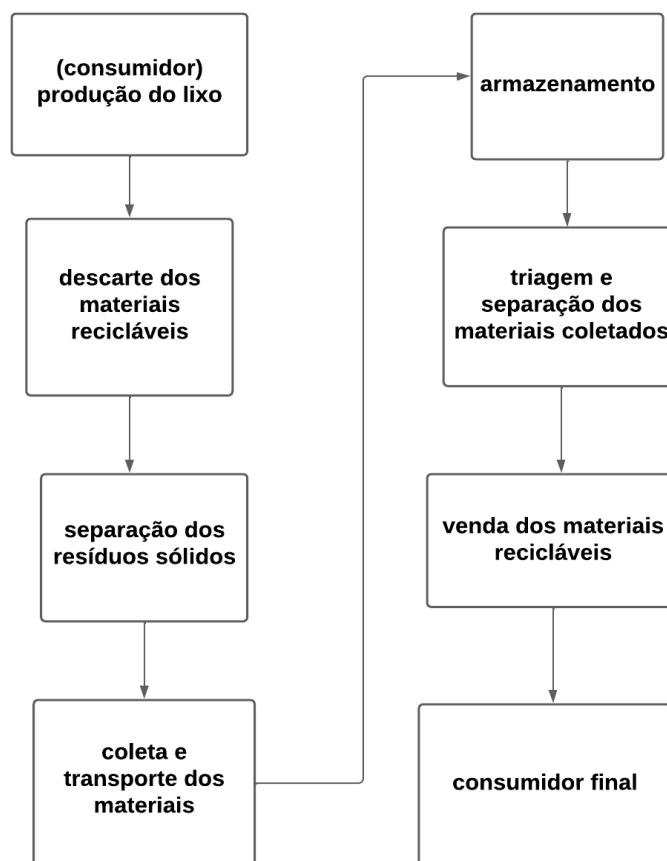 (consumidor)
produção do lixo
descarte dos
materiais
recicláveis
separação dos
resíduos sólidos
coleta e
transporte dos
materiais
armazenamento
triagem e
separação dos
materiais coletados
venda dos materiais
recicláveis
consumidor final